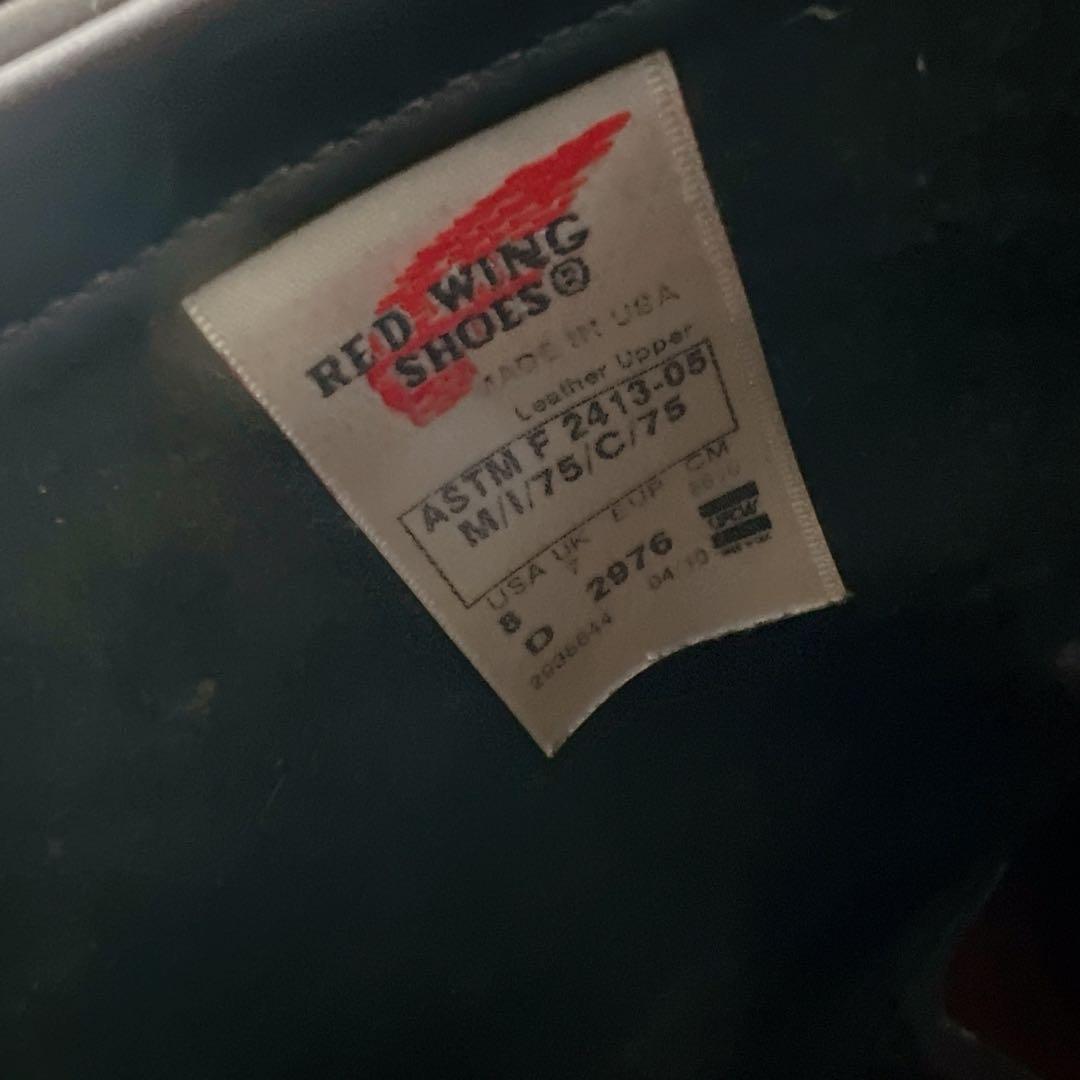 RED WING
SHOES®
MADE IN USA
Leather Upper
ASTM F 2413-05
M/I/75/C/75
USA UK EUR CM
7
8 2976 04/10
D